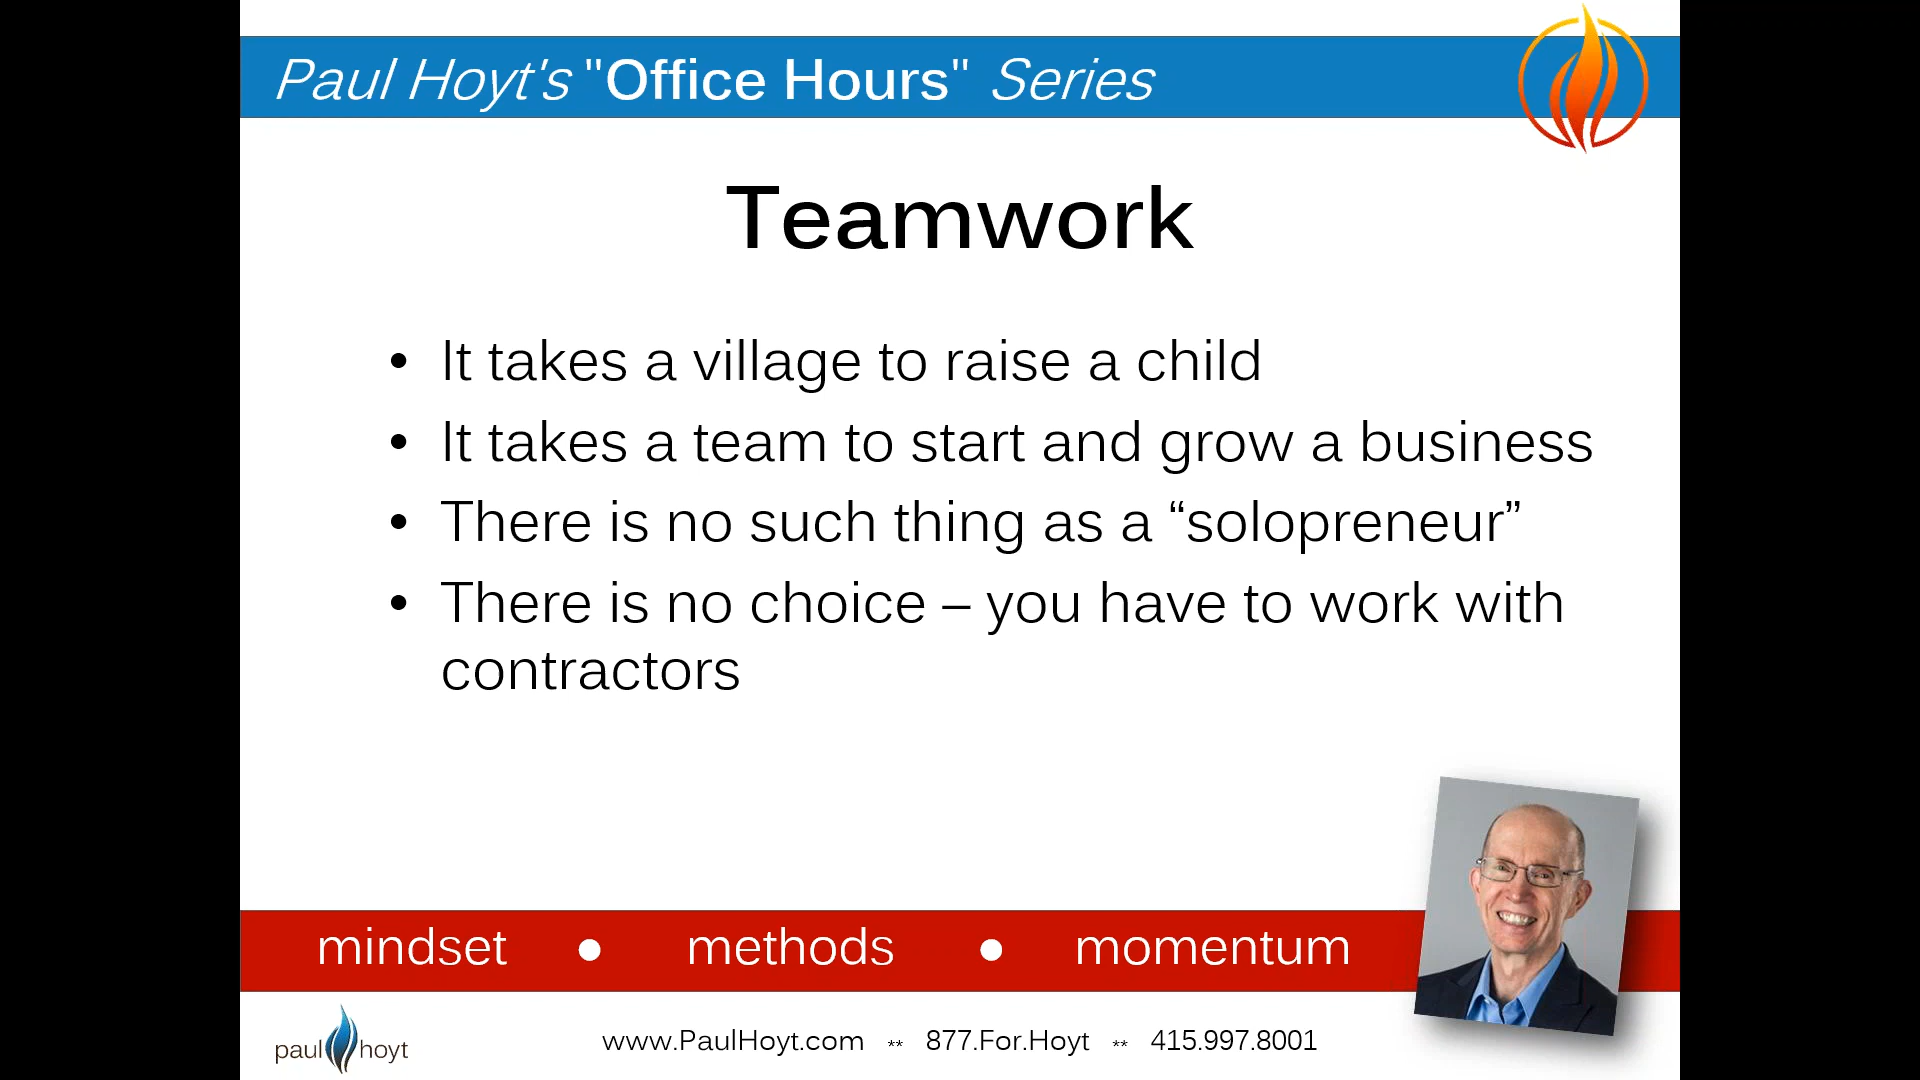 Paul Hoyt's "Office Hours" Series
Teamwork
• It takes a village to raise a child
• It takes a team to start and grow a business
• There is no such thing as a “solopreneur”
• There is no choice – you have to work with
contractors
mindset • methods • momentum
paul hoyt
www.PaulHoyt.com ** 877.For.Hoyt ** 415.997.8001